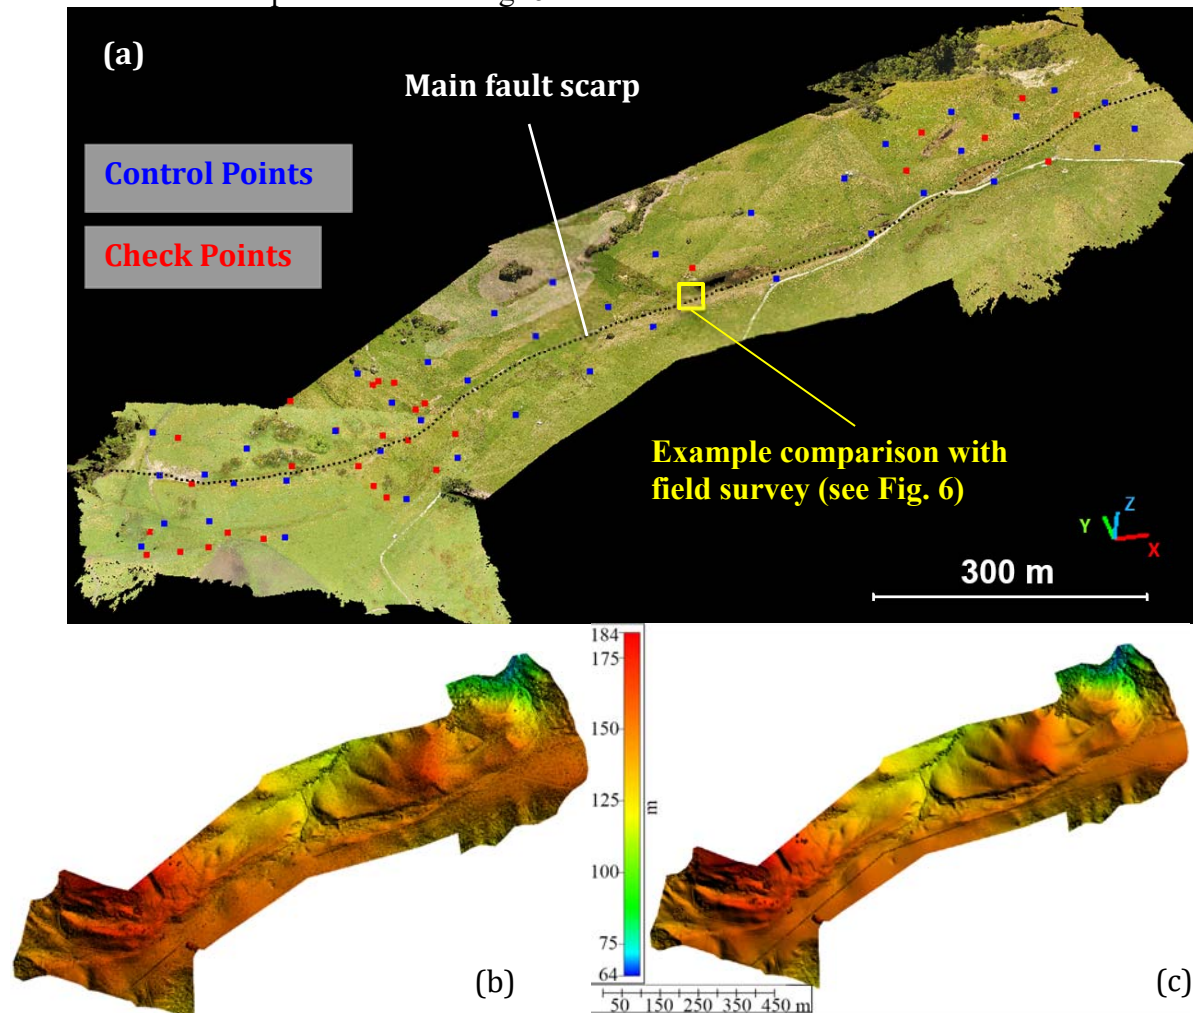 (a)
Main fault scarp
Control Points
Check Points
Example comparison with
field survey (see Fig. 6)
Z
Y
X
300 m
184
175
150
125
m
100
75
64
50 150 250 350 450 m
(b)
(c)